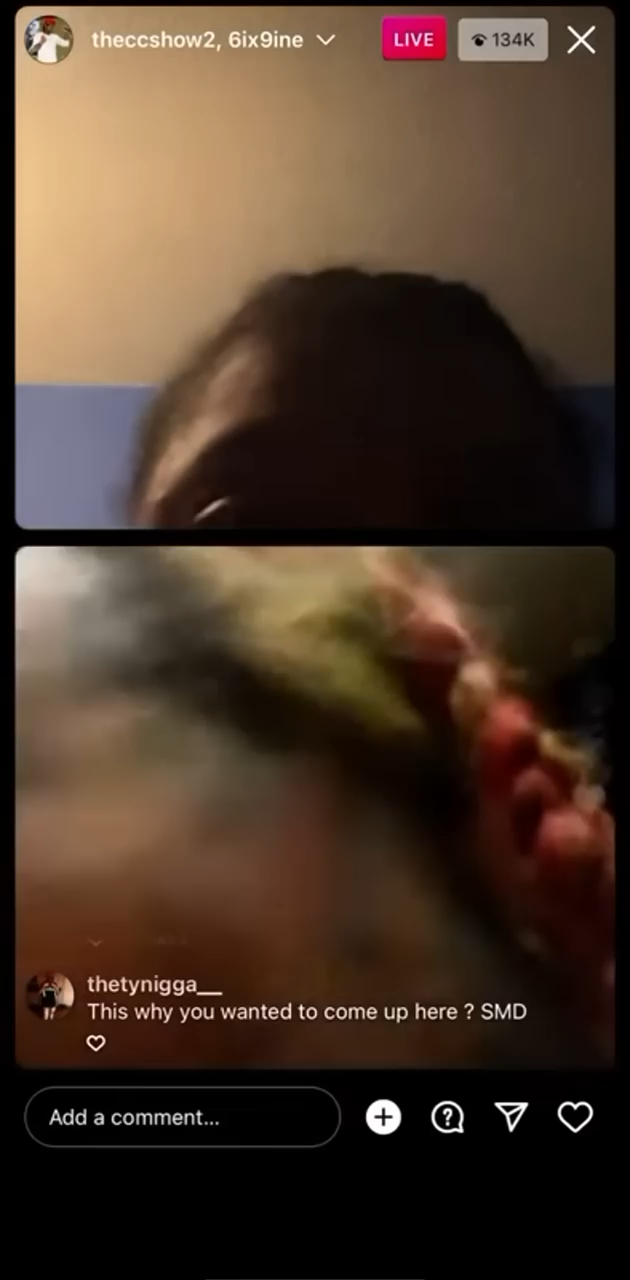 theccshow2, 6ix9ine
LIVE
134K
thetynigga__
This why you wanted to come up here ? SMD
Add a comment...